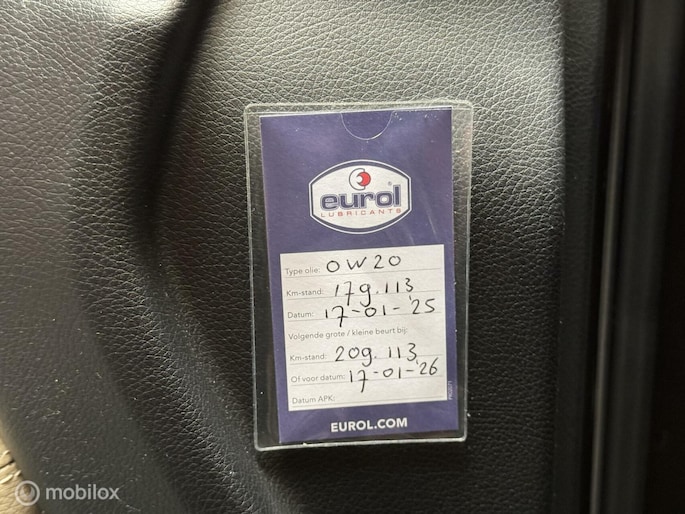 eurol
LUBRICANTS
Type olie: 0W20
Km-stand: 179.113
Datum: 17-01-'25
Volgende grote / kleine beurt bij:
Km-stand: 209.113
Of voor datum: 17-01-'26
Datum APK:
EUROL.COM
mobilox